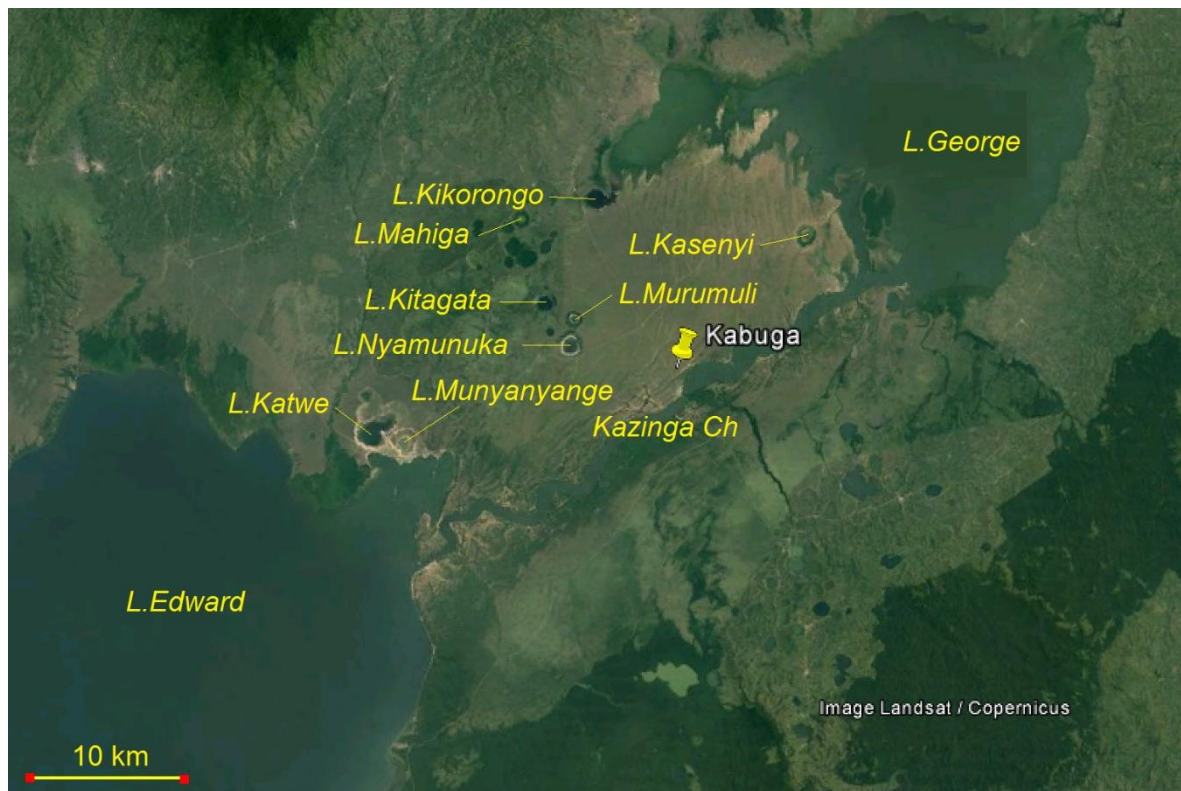 L.George
L.Kikorongo
L.Mahiga
L.Kasenyi
L.Kitagata
L.Murumuli
L.Nyamunuka
Kabuga
L.Munyanyange
L.Katwe
Kazinga Ch
L.Edward
Image Landsat / Copernicus
10 km